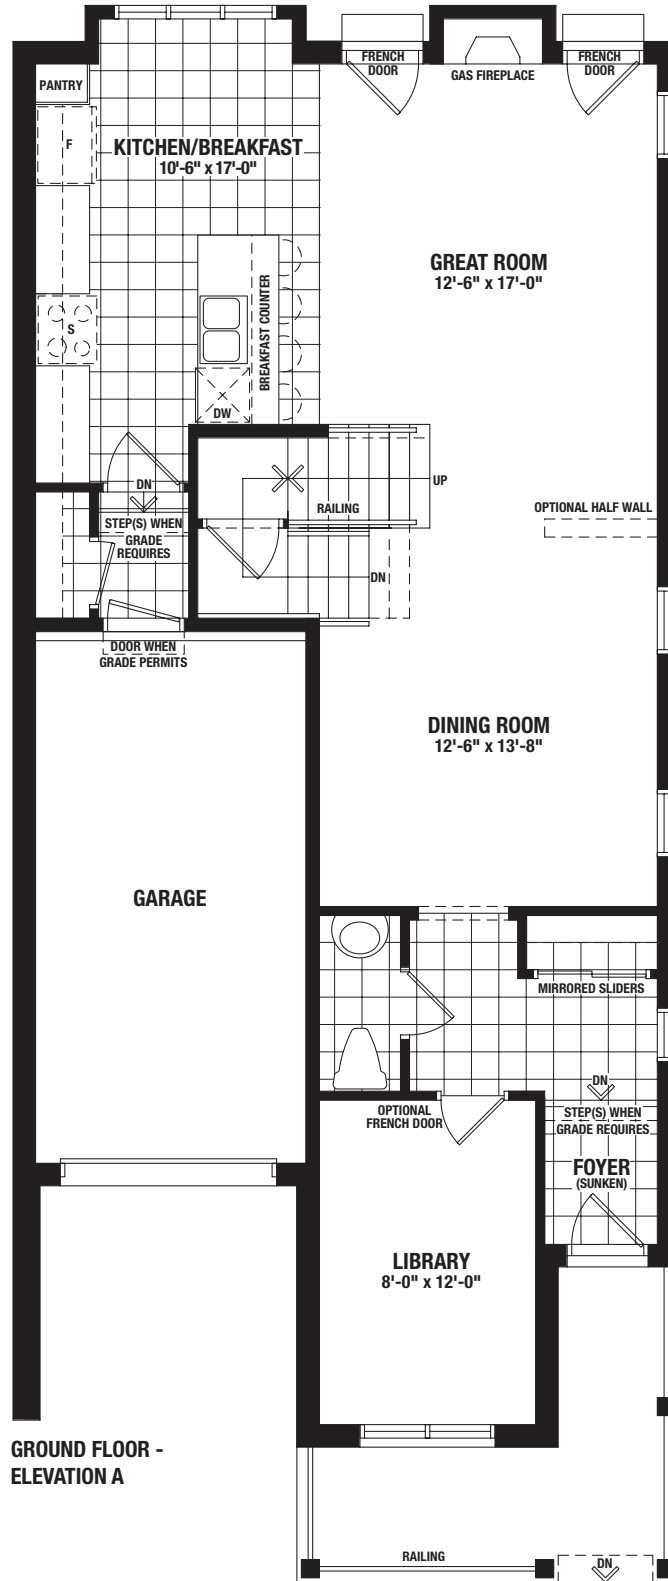 FRENCH
DOOR
GAS FIREPLACE
FRENCH
DOOR
PANTRY
F
KITCHEN/BREAKFAST
10'-6" x 17'-0"
GREAT ROOM
12'-6" x 17'-0"
S
BREAKFAST COUNTER
DW
DN
STEP(S) WHEN
GRADE
REQUIRES
UP
RAILING
OPTIONAL HALF WALL
DN
DOOR WHEN
GRADE PERMITS
DINING ROOM
12'-6" x 13'-8"
GARAGE
MIRRORED SLIDERS
DN
STEP(S) WHEN
GRADE REQUIRES
OPTIONAL
FRENCH DOOR
FOYER
(SUNKEN)
LIBRARY
8'-0" x 12'-0"
GROUND FLOOR -
ELEVATION A
RAILING
DN